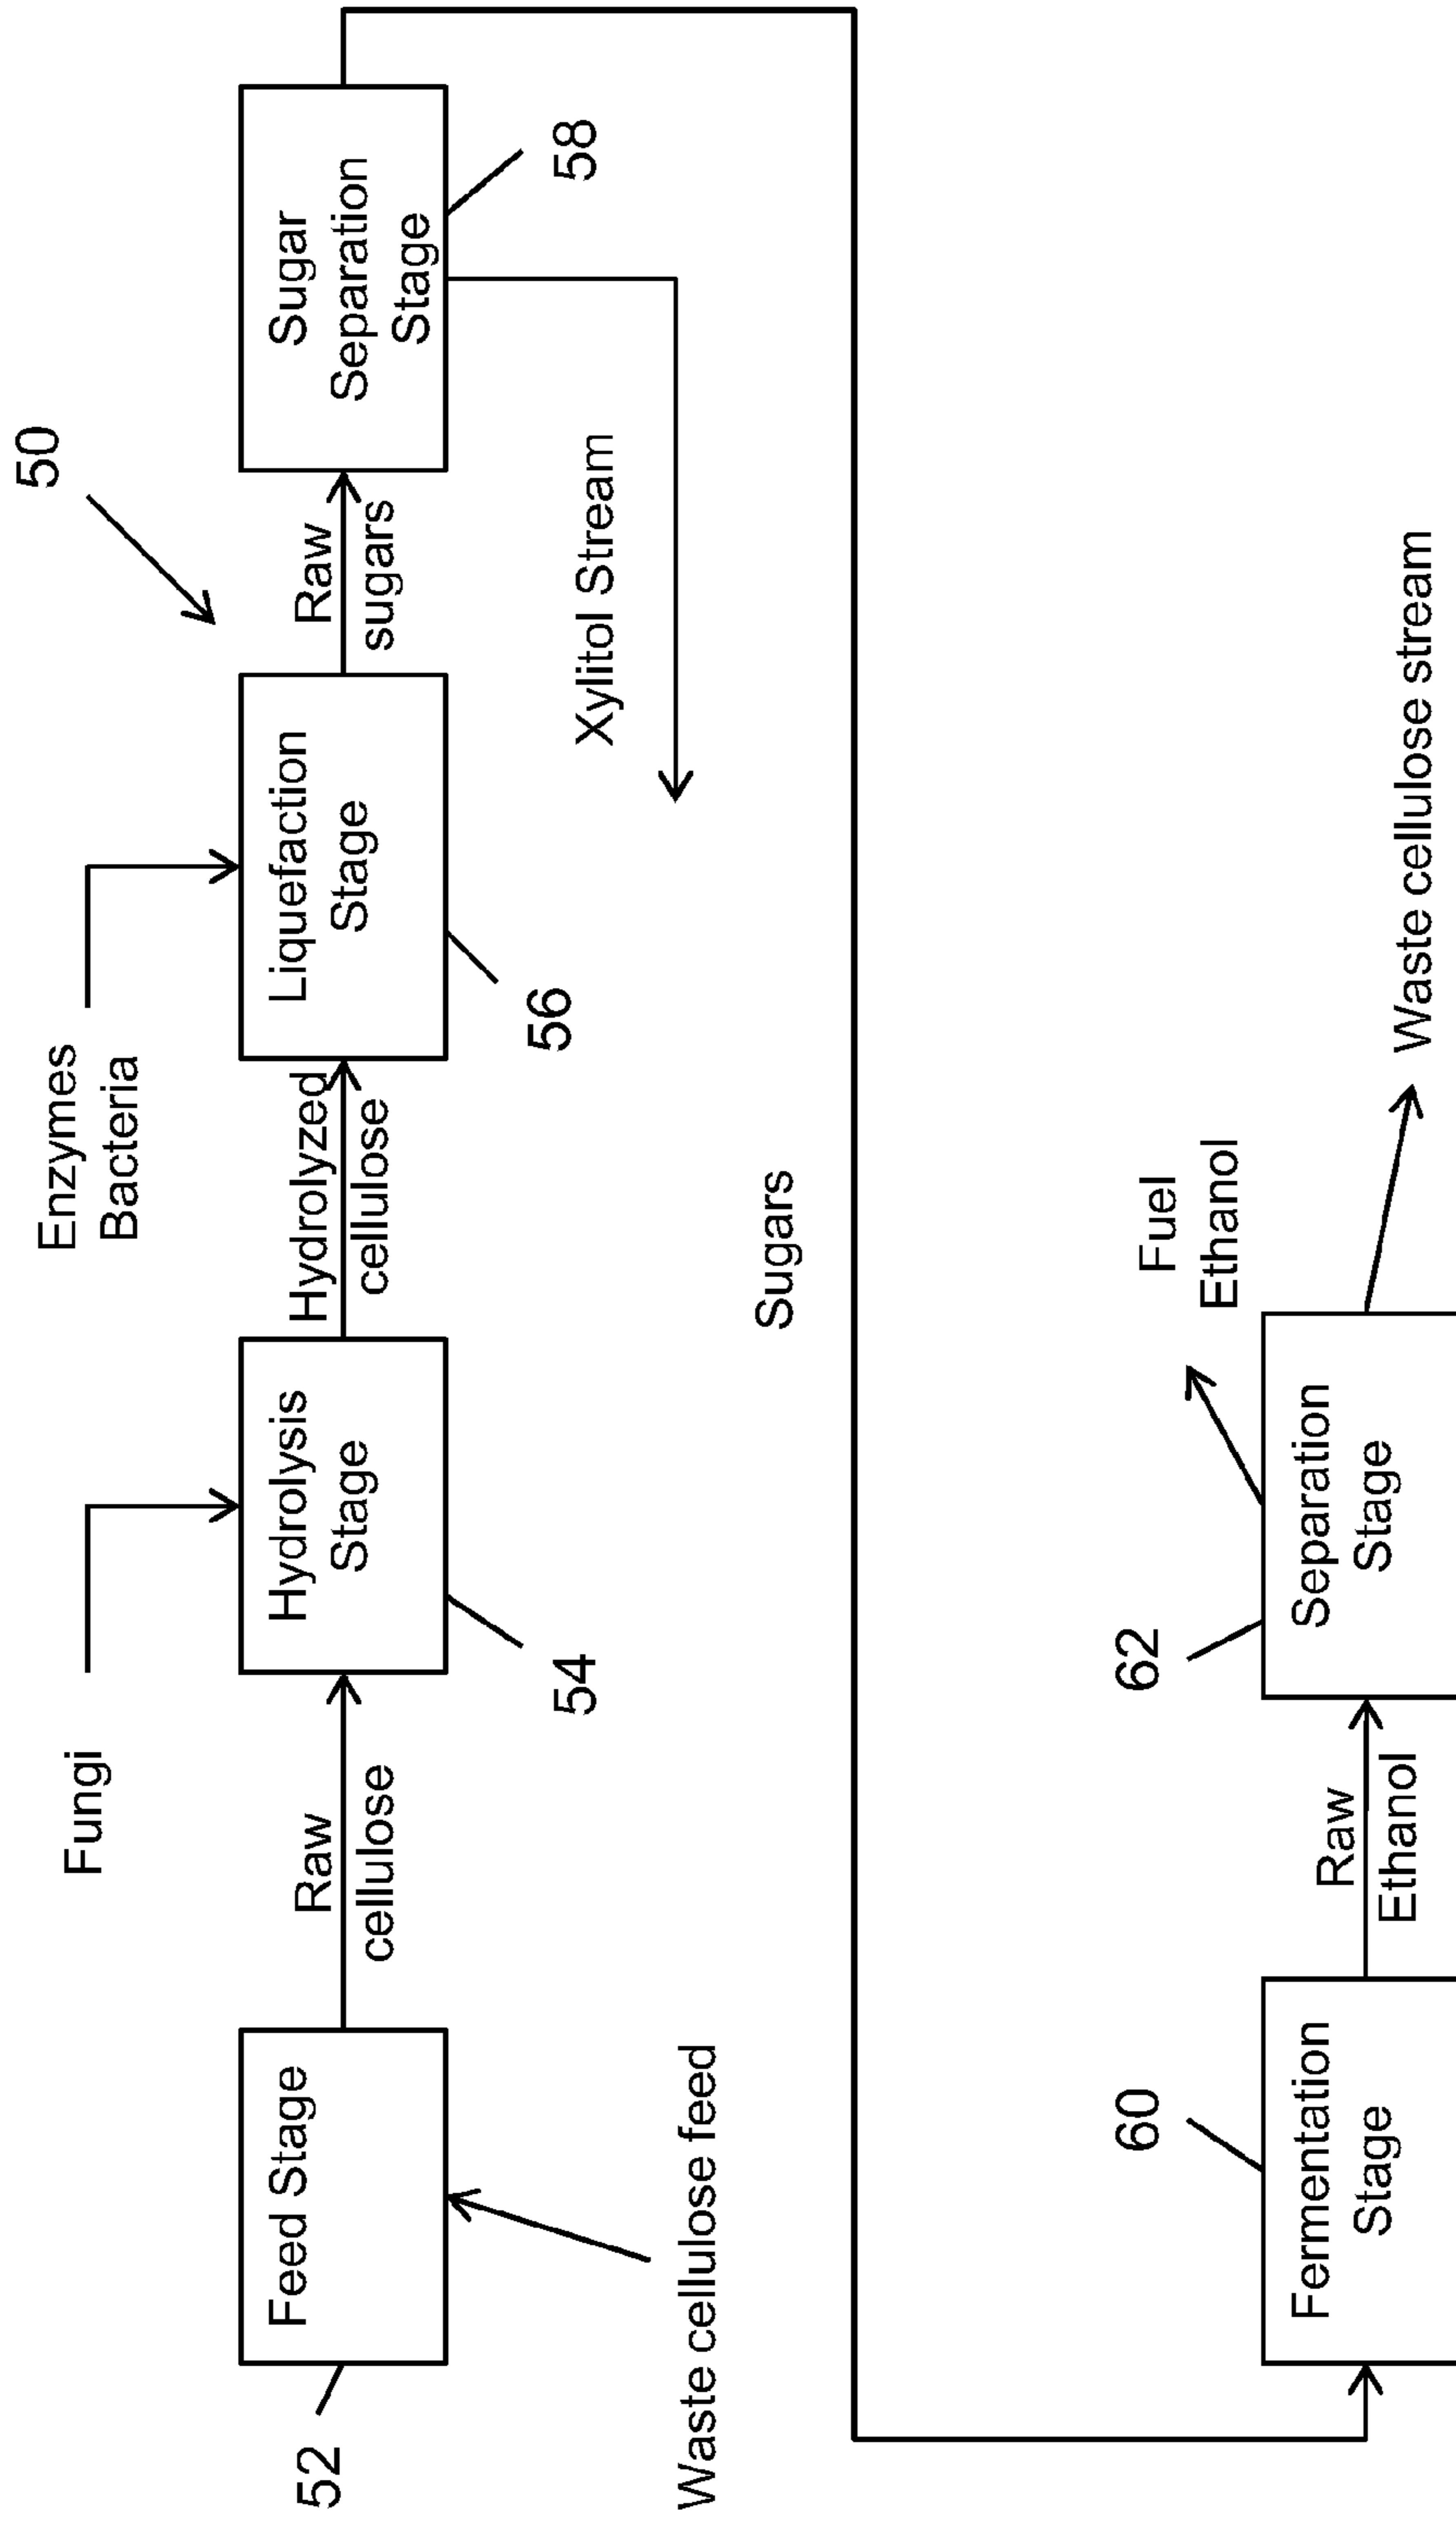 50
Fungi
Enzymes
Bacteria
Feed Stage
Raw
cellulose
Hydrolysis
Stage
Hydrolyzed
cellulose
Liquefaction
Stage
Raw
sugars
Sugar
Separation
Stage
52
54
56
58
Waste cellulose feed
Xylitol Stream
Sugars
60
62
Fuel
Ethanol
Fermentation
Stage
Raw
Ethanol
Separation
Stage
Waste cellulose stream